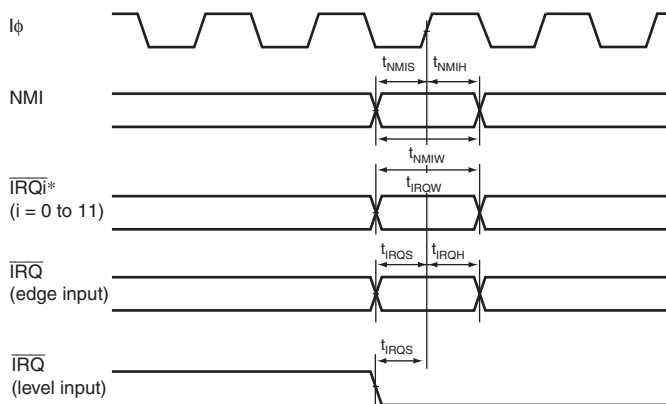 Iϕ
tNMIS tNMIH
NMI
tNMIW
IRQi*
(i = 0 to 11)
tIRQW
tIRQS tIRQH
IRQ
(edge input)
tIRQS
IRQ
(level input)